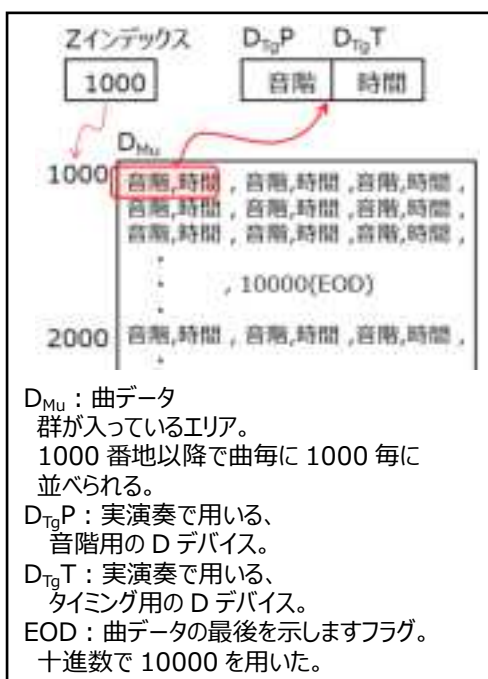 Zインデックス D_TgP D_TgT
1000 音階 時間
D_Mu
1000 音階,時間 , 音階,時間 ,音階,時間 ,
音階,時間 , 音階,時間 ,音階,時間 ,
音階,時間 , 音階,時間 ,音階,時間 ,
, 10000(EOD)
2000 音階,時間 , 音階,時間 ,音階,時間 ,
D_Mu：曲データ
群が入っているエリア。
1000 番地以降で曲毎に 1000 毎に
並べられる。
D_TgP：実演奏で用いる、
音階用の D デバイス。
D_TgT：実演奏で用いる、
タイミング用の D デバイス。
EOD：曲データの最後を示しますフラグ。
十進数で 10000 を用いた。